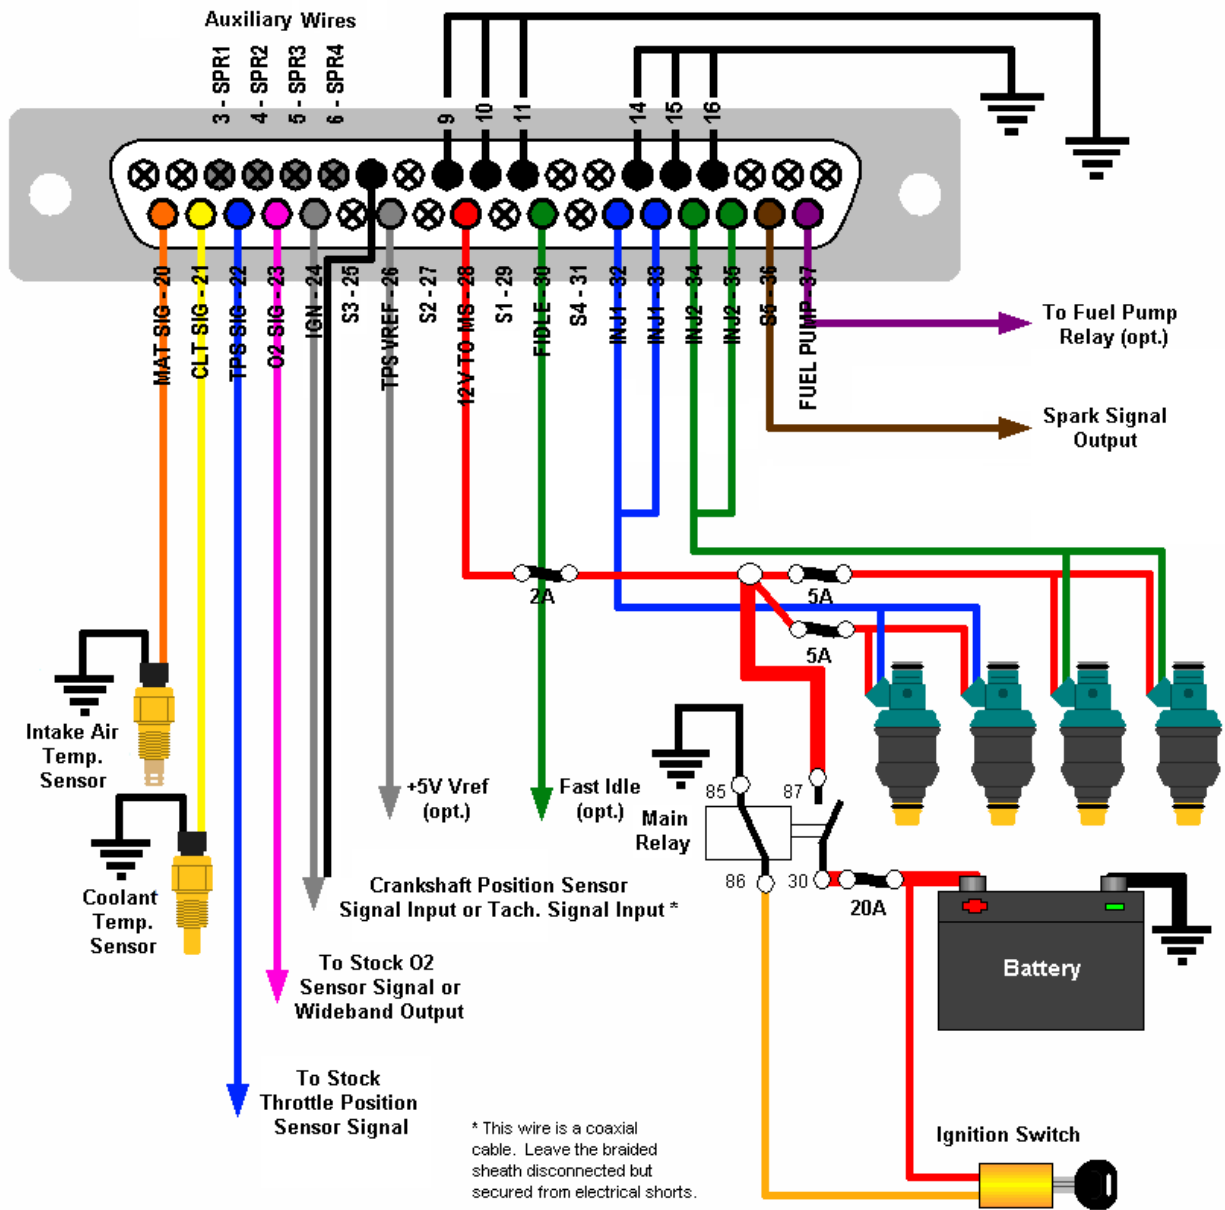 Auxiliary Wires
3 - SPR1
4 - SPR2
5 - SPR3
6 - SPR4
9
10
11
14
15
16
MAT SIG - 20
CLT SIG - 21
TPS SIG - 22
O2 SIG - 23
IGN - 24
S3 - 25
TPS VREF - 26
S2 - 27
12V TO MS - 28
S1 - 29
FIDLE - 30
S4 - 31
INJ1 - 32
INJ1 - 33
INJ2 - 34
INJ2 - 35
S5 - 36
FUEL PUMP - 37
To Fuel Pump
Relay (opt.)
Spark Signal
Output
2A
5A
5A
Intake Air
Temp.
Sensor
+5V Vref
(opt.)
Fast Idle
(opt.)
Main
Relay
85
87
86
30
20A
Coolant
Temp.
Sensor
Crankshaft Position Sensor
Signal Input or Tach. Signal Input *
Battery
To Stock O2
Sensor Signal or
Wideband Output
To Stock
Throttle Position
Sensor Signal
* This wire is a coaxial
cable. Leave the braided
sheath disconnected but
secured from electrical shorts.
Ignition Switch